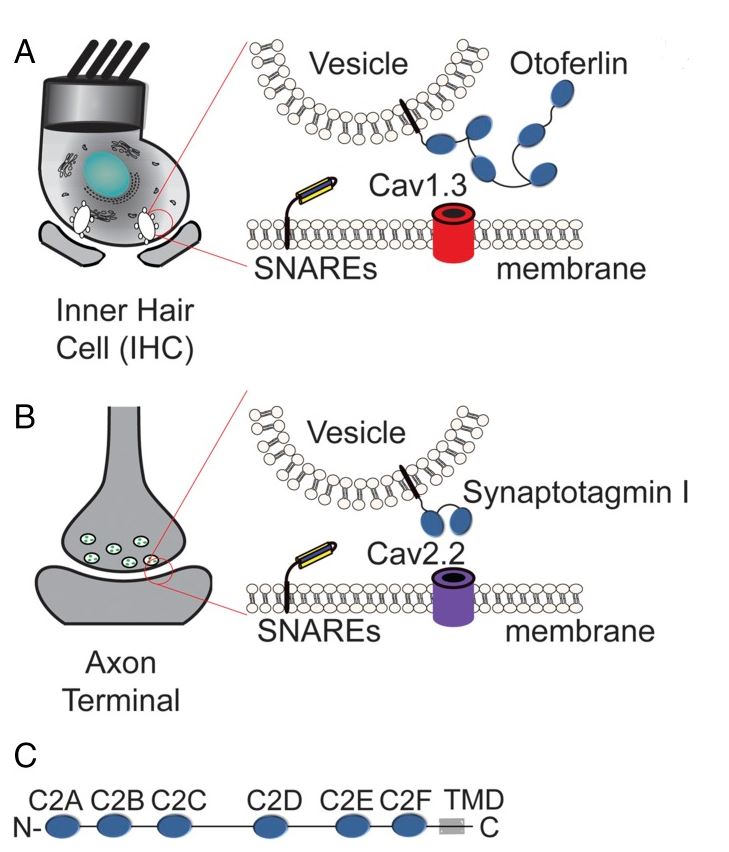 A
Vesicle
Otoferlin
Cav1.3
SNAREs
membrane
Inner Hair
Cell (IHC)
B
Vesicle
Synaptotagmin I
Cav2.2
SNAREs
membrane
Axon
Terminal
C
C2A C2B C2C C2D C2E C2F TMD
N- C